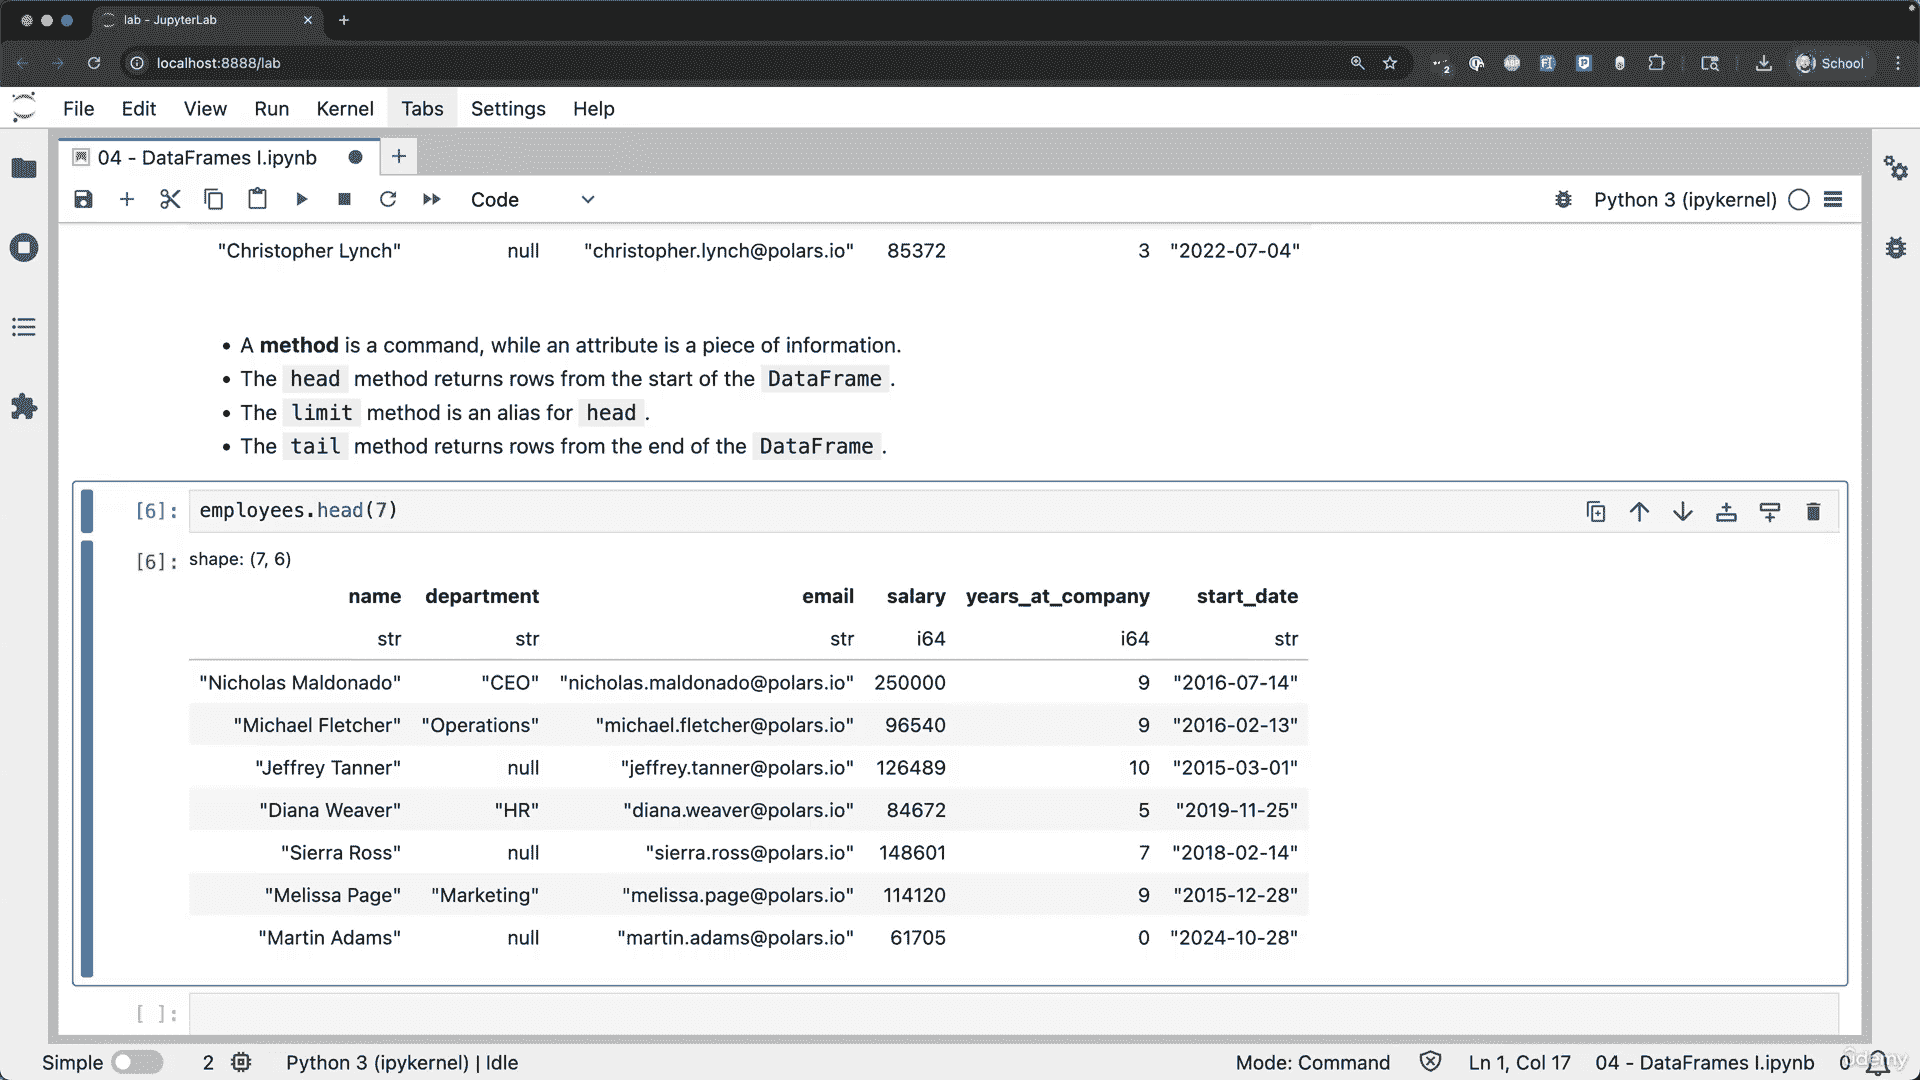 lab - JupyterLab
localhost:8888/lab
2
School
File Edit View Run Kernel Tabs Settings Help
04 - DataFrames I.ipynb
Code
Python 3 (ipykernel)
"Christopher Lynch" null "christopher.lynch@polars.io" 85372 3 "2022-07-04"
• A method is a command, while an attribute is a piece of information.
• The head method returns rows from the start of the DataFrame.
• The limit method is an alias for head.
• The tail method returns rows from the end of the DataFrame.
[6]: employees.head(7)
[6]: shape: (7, 6)
name department email salary years_at_company start_date
str str str i64 i64 str
"Nicholas Maldonado" "CEO" "nicholas.maldonado@polars.io" 250000 9 "2016-07-14"
"Michael Fletcher" "Operations" "michael.fletcher@polars.io" 96540 9 "2016-02-13"
"Jeffrey Tanner" null "jeffrey.tanner@polars.io" 126489 10 "2015-03-01"
"Diana Weaver" "HR" "diana.weaver@polars.io" 84672 5 "2019-11-25"
"Sierra Ross" null "sierra.ross@polars.io" 148601 7 "2018-02-14"
"Melissa Page" "Marketing" "melissa.page@polars.io" 114120 9 "2015-12-28"
"Martin Adams" null "martin.adams@polars.io" 61705 0 "2024-10-28"
[ ]:
Simple 2 Python 3 (ipykernel) | Idle Mode: Command Ln 1, Col 17 04 - DataFrames I.ipynb 0
udemy